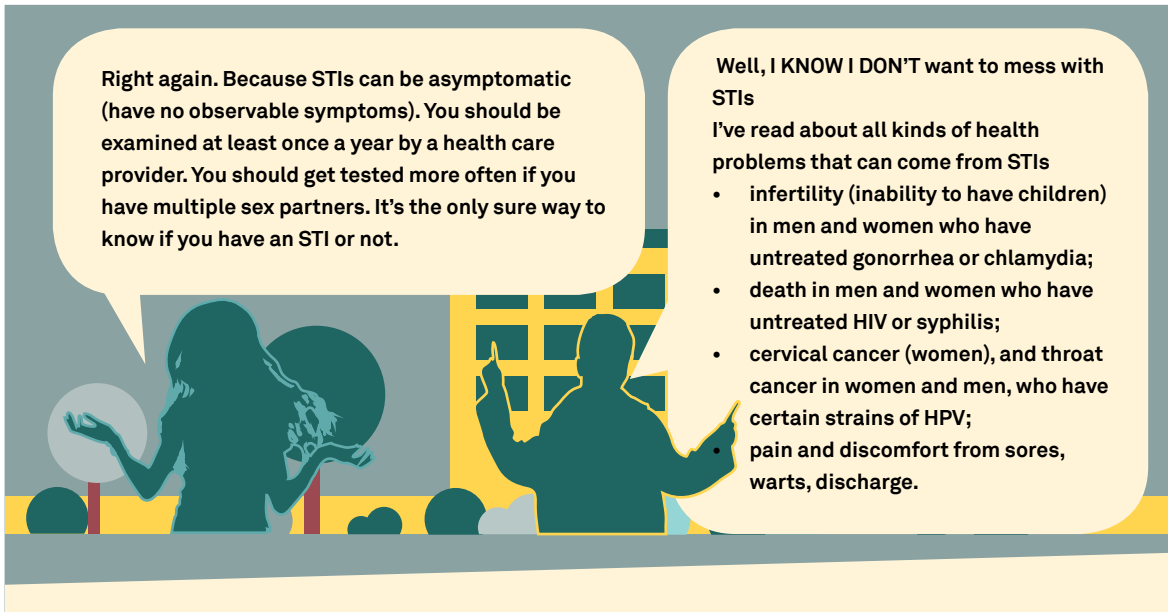 Right again. Because STIs can be asymptomatic
(have no observable symptoms). You should be
examined at least once a year by a health care
provider. You should get tested more often if you
have multiple sex partners. It’s the only sure way to
know if you have an STI or not.
Well, I KNOW I DON’T want to mess with
STIs
I’ve read about all kinds of health
problems that can come from STIs
• infertility (inability to have children)
in men and women who have
untreated gonorrhea or chlamydia;
• death in men and women who have
untreated HIV or syphilis;
• cervical cancer (women), and throat
cancer in women and men, who have
certain strains of HPV;
• pain and discomfort from sores,
warts, discharge.